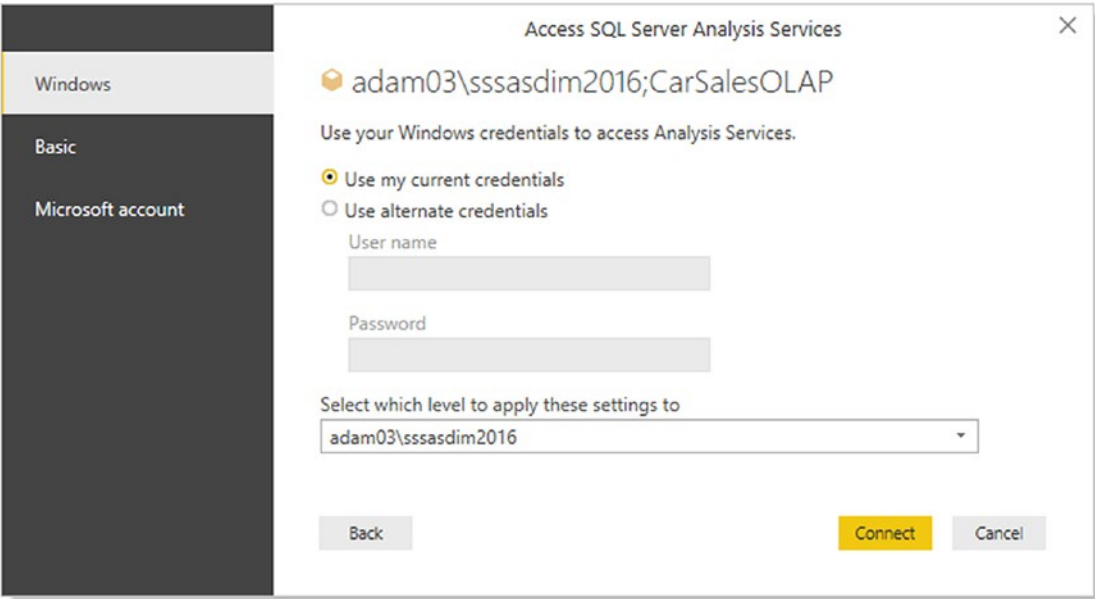 Access SQL Server Analysis Services
Windows
Basic
Microsoft account
adam03\sssasdim2016;CarSalesOLAP
Use your Windows credentials to access Analysis Services.
Use my current credentials
Use alternate credentials
User name
Password
Select which level to apply these settings to
adam03\sssasdim2016
Back
Connect
Cancel